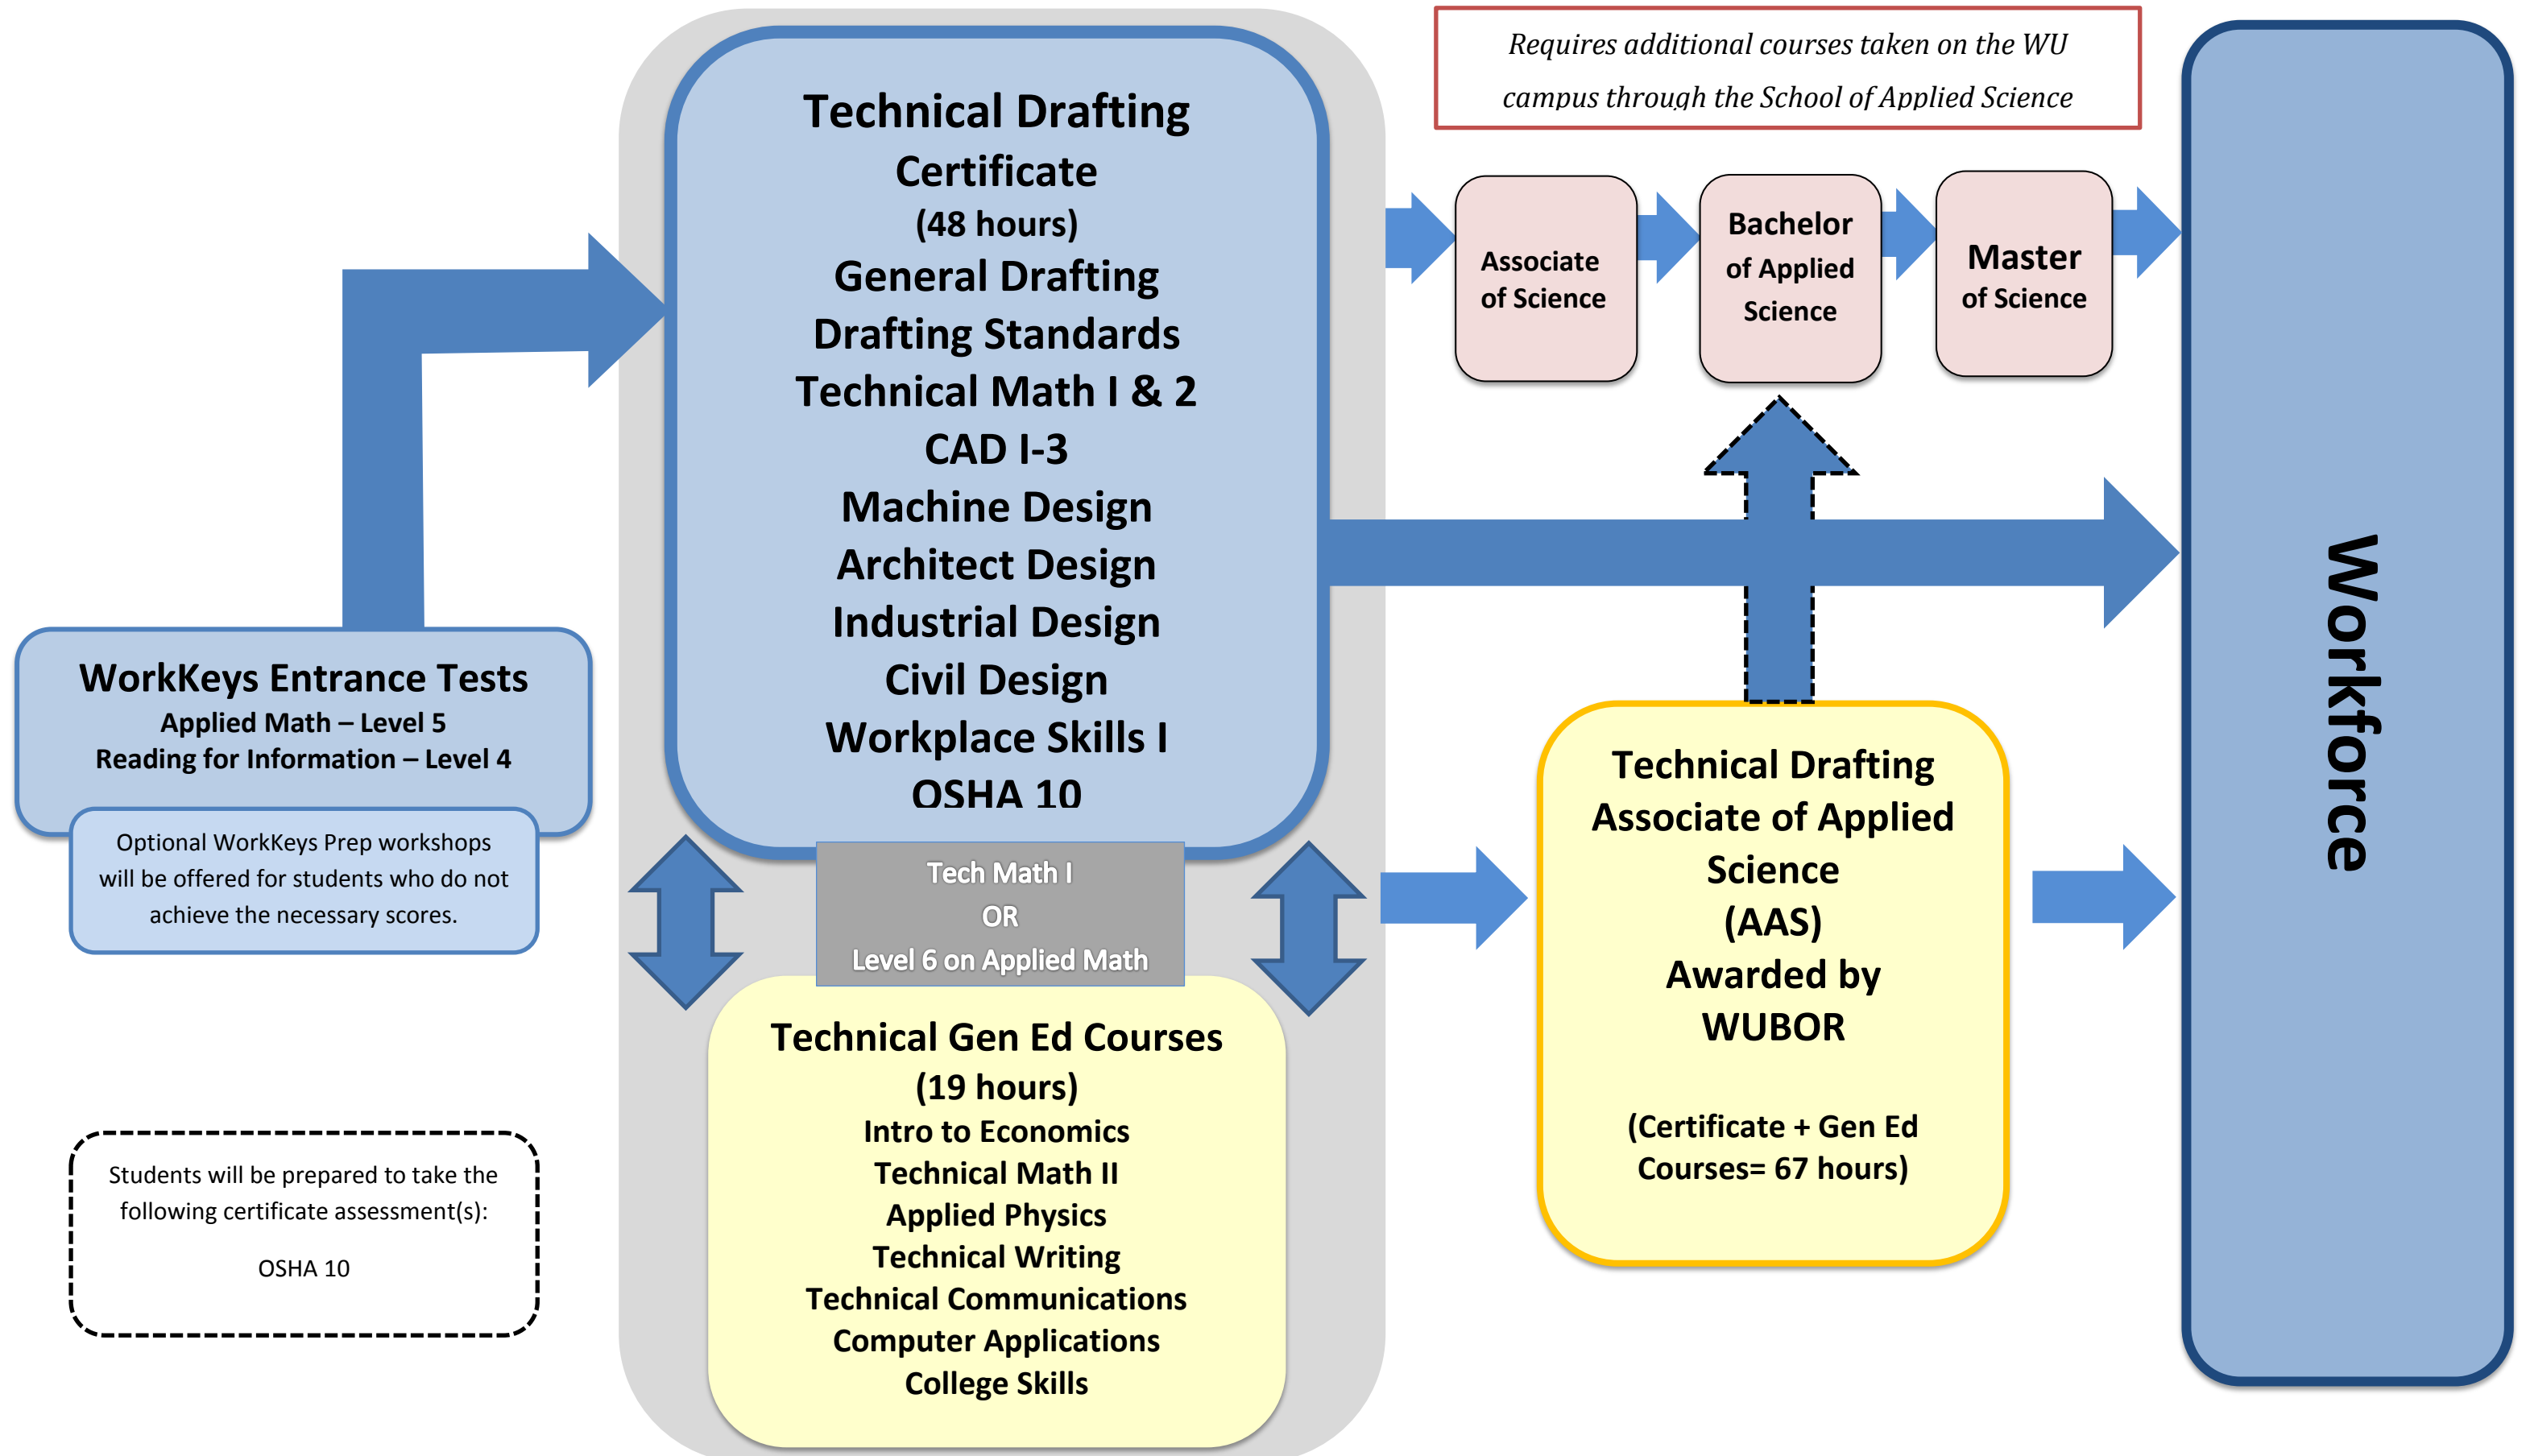 Requires additional courses taken on the WU
campus through the School of Applied Science
Technical Drafting
Certificate
(48 hours)
General Drafting
Drafting Standards
Technical Math I & 2
CAD I-3
Machine Design
Architect Design
Industrial Design
Civil Design
Workplace Skills I
OSHA 10
Associate
of Science
Bachelor
of Applied
Science
Master
of Science
Workforce
WorkKeys Entrance Tests
Applied Math – Level 5
Reading for Information – Level 4
Optional WorkKeys Prep workshops
will be offered for students who do not
achieve the necessary scores.
Tech Math I
OR
Level 6 on Applied Math
Technical Gen Ed Courses
(19 hours)
Intro to Economics
Technical Math II
Applied Physics
Technical Writing
Technical Communications
Computer Applications
College Skills
Technical Drafting
Associate of Applied
Science
(AAS)
Awarded by
WUBOR
(Certificate + Gen Ed
Courses= 67 hours)
Students will be prepared to take the
following certificate assessment(s):
OSHA 10